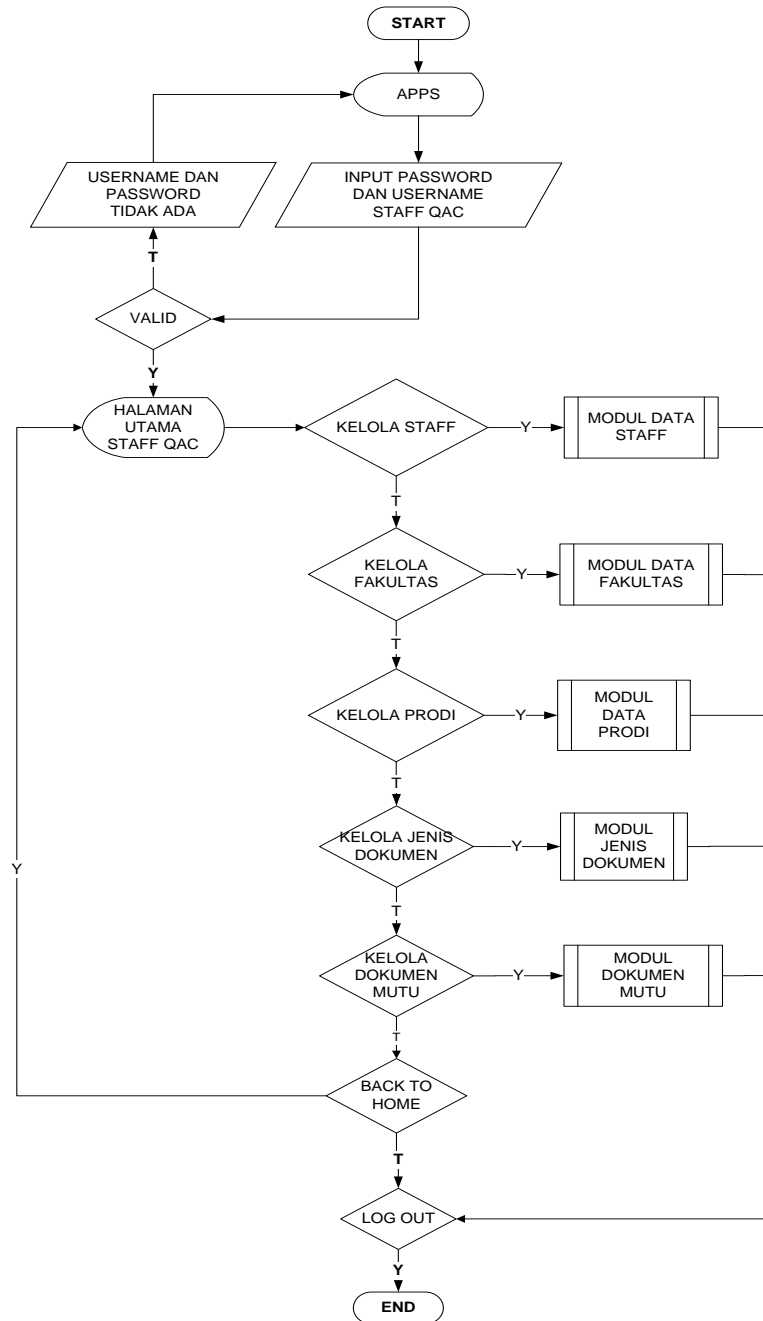 START
APPS
USERNAME DAN
PASSWORD
TIDAK ADA
INPUT PASSWORD
DAN USERNAME
STAFF QAC
T
VALID
Y
HALAMAN
UTAMA
STAFF QAC
KELOLA STAFF
Y
MODUL DATA
STAFF
T
KELOLA
FAKULTAS
Y
MODUL DATA
FAKULTAS
T
KELOLA PRODI
Y
MODUL
DATA
PRODI
T
KELOLA JENIS
DOKUMEN
Y
MODUL
JENIS
DOKUMEN
Y
T
KELOLA
DOKUMEN
MUTU
Y
MODUL
DOKUMEN
MUTU
T
BACK TO
HOME
T
LOG OUT
Y
END